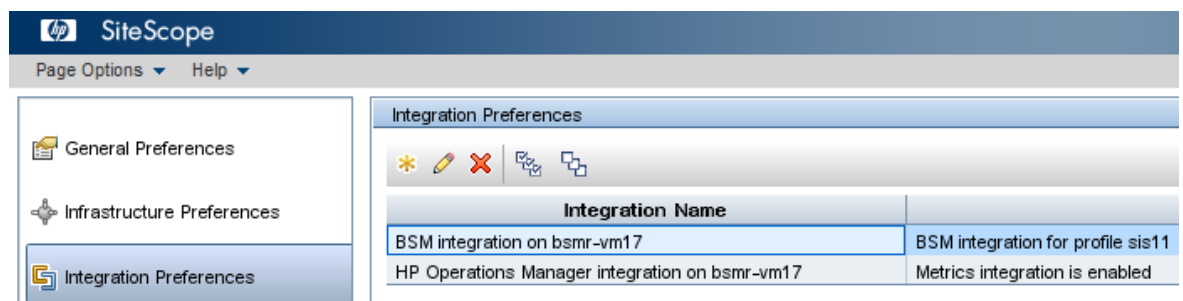 hp SiteScope
Page Options Help
General Preferences
Infrastructure Preferences
Integration Preferences
Integration Preferences
Integration Name
BSM integration on bsmr-vm17 BSM integration for profile sis11
HP Operations Manager integration on bsmr-vm17 Metrics integration is enabled